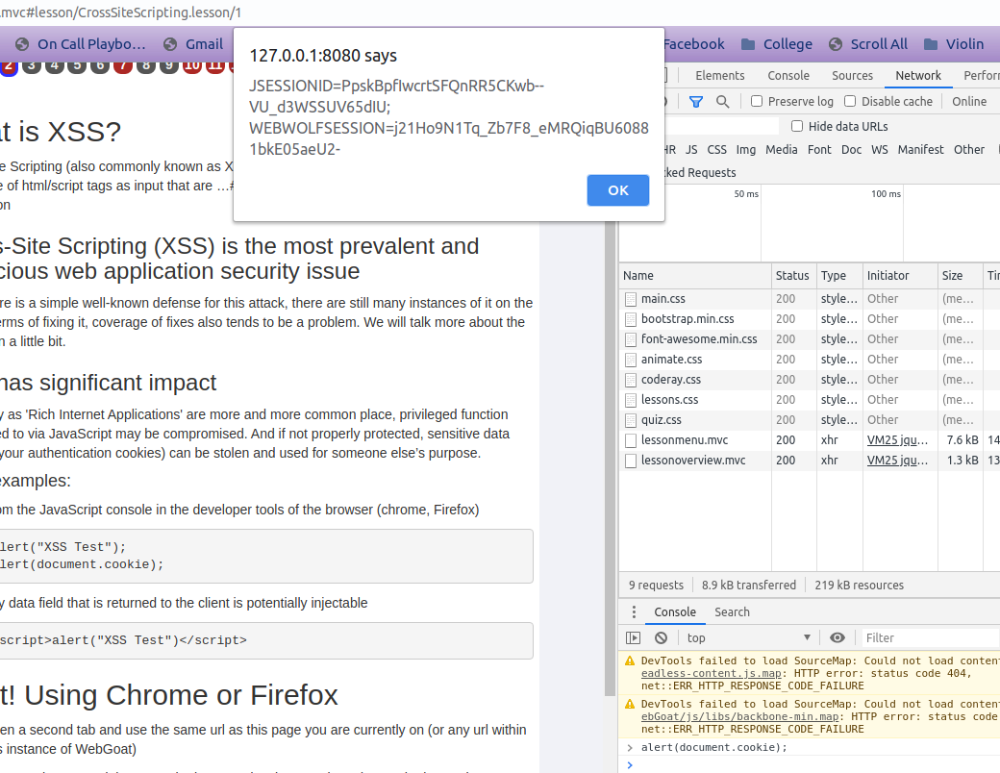 .mvc#lesson/CrossSiteScripting.lesson/1
On Call Playbo… Gmail Facebook College Scroll All Violin
127.0.0.1:8080 says
JSESSIONID=PpskBpfIwcrtSFQnRR5CKwb--
VU_d3WSSUV65dIU;
WEBWOLFSESSION=j21Ho9N1Tq_Zb7F8_eMRQiqBU6088
1bkE05aeU2-
OK
2 3 4 5 6 7 8 9 10 11
at is XSS?
e Scripting (also commonly known as X
e of html/script tags as input that are …
on
s-Site Scripting (XSS) is the most prevalent and
cious web application security issue
re is a simple well-known defense for this attack, there are still many instances of it on the
erms of fixing it, coverage of fixes also tends to be a problem. We will talk more about the
n a little bit.
has significant impact
y as 'Rich Internet Applications' are more and more common place, privileged function
ed to via JavaScript may be compromised. And if not properly protected, sensitive data
your authentication cookies) can be stolen and used for someone else's purpose.
examples:
om the JavaScript console in the developer tools of the browser (chrome, Firefox)
lert("XSS Test");
lert(document.cookie);
y data field that is returned to the client is potentially injectable
script>alert("XSS Test")</script>
t! Using Chrome or Firefox
en a second tab and use the same url as this page you are currently on (or any url within
s instance of WebGoat)
Elements Console Sources Network Perfor
Preserve log Disable cache Online
Hide data URLs
HR JS CSS Img Media Font Doc WS Manifest Other
cked Requests
50 ms 100 ms
Name Status Type Initiator Size Tir
main.css 200 style… Other (me…
bootstrap.min.css 200 style… Other (me…
font-awesome.min.css 200 style… Other (me…
animate.css 200 style… Other (me…
coderay.css 200 style… Other (me…
lessons.css 200 style… Other (me…
quiz.css 200 style… Other (me…
lessonmenu.mvc 200 xhr VM25 jqu… 7.6 kB 14
lessonoverview.mvc 200 xhr VM25 jqu… 1.3 kB 13
9 requests 8.9 kB transferred 219 kB resources
Console Search
top Filter
DevTools failed to load SourceMap: Could not load conten
eadless-content.js.map: HTTP error: status code 404,
net::ERR_HTTP_RESPONSE_CODE_FAILURE
DevTools failed to load SourceMap: Could not load conten
ebGoat/js/libs/backbone-min.map: HTTP error: status code
net::ERR_HTTP_RESPONSE_CODE_FAILURE
> alert(document.cookie);
>